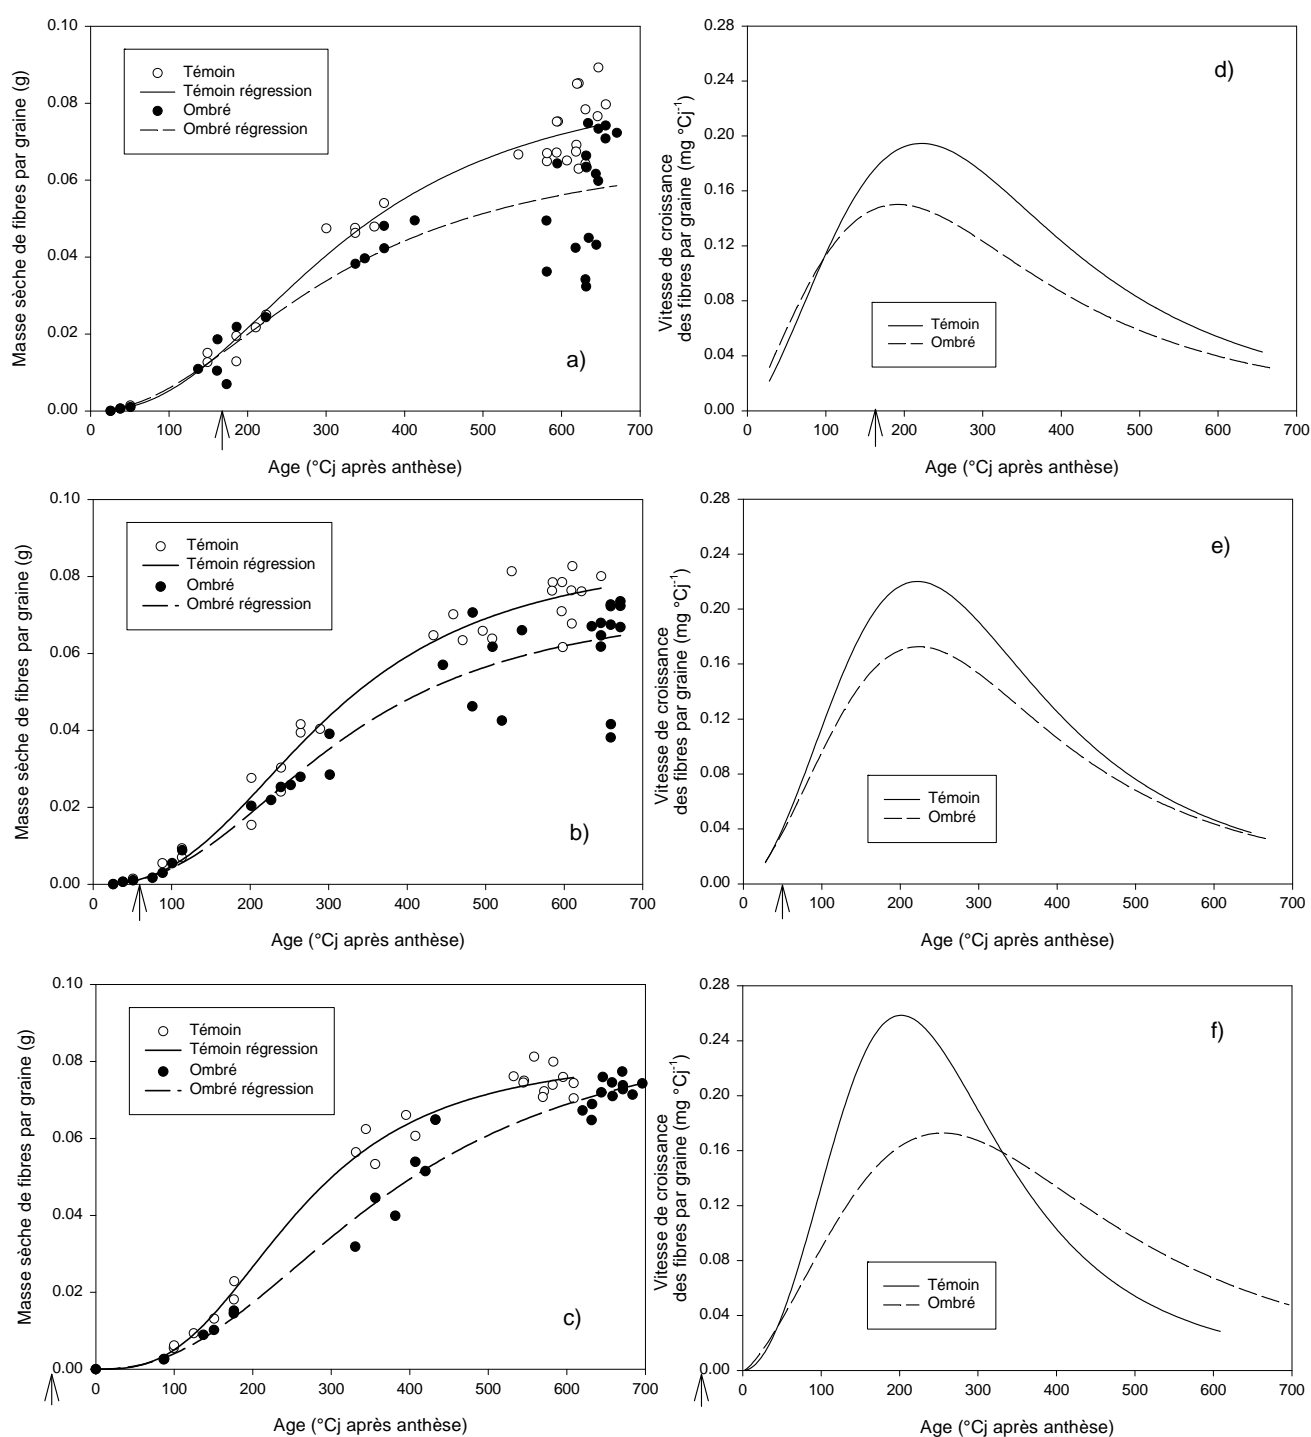 0.10
0.08
0.06
0.04
0.02
0.00
Masse sèche de fibres par graine (g)
Témoin
Témoin régression
Ombré
Ombré régression
a)
0 100 200 300 400 500 600 700
Age (°Cj après anthèse)
0.28
0.24
0.20
0.16
0.12
0.08
0.04
0.00
Vitesse de croissance
des fibres par graine (mg °Cj-1)
d)
Témoin
Ombré
0 100 200 300 400 500 600 700
Age (°Cj après anthèse)
0.10
0.08
0.06
0.04
0.02
0.00
Masse sèche de fibres par graine (g)
Témoin
Témoin régression
Ombré
Ombré régression
b)
0 100 200 300 400 500 600 700
Age (°Cj après anthèse)
0.28
0.24
0.20
0.16
0.12
0.08
0.04
0.00
Vitesse de croissance
des fibres par graine (mg °Cj-1)
e)
Témoin
Ombré
0 100 200 300 400 500 600 700
Age (°Cj après anthèse)
0.10
0.08
0.06
0.04
0.02
0.00
Masse sèche de fibres par graine (g)
Témoin
Témoin régression
Ombré
Ombré régression
c)
0 100 200 300 400 500 600 700
Age (°Cj après anthèse)
0.28
0.24
0.20
0.16
0.12
0.08
0.04
0.00
Vitesse de croissance
des fibres par graine (mg °Cj-1)
f)
Témoin
Ombré
0 100 200 300 400 500 600 700
Age (°Cj après anthèse)